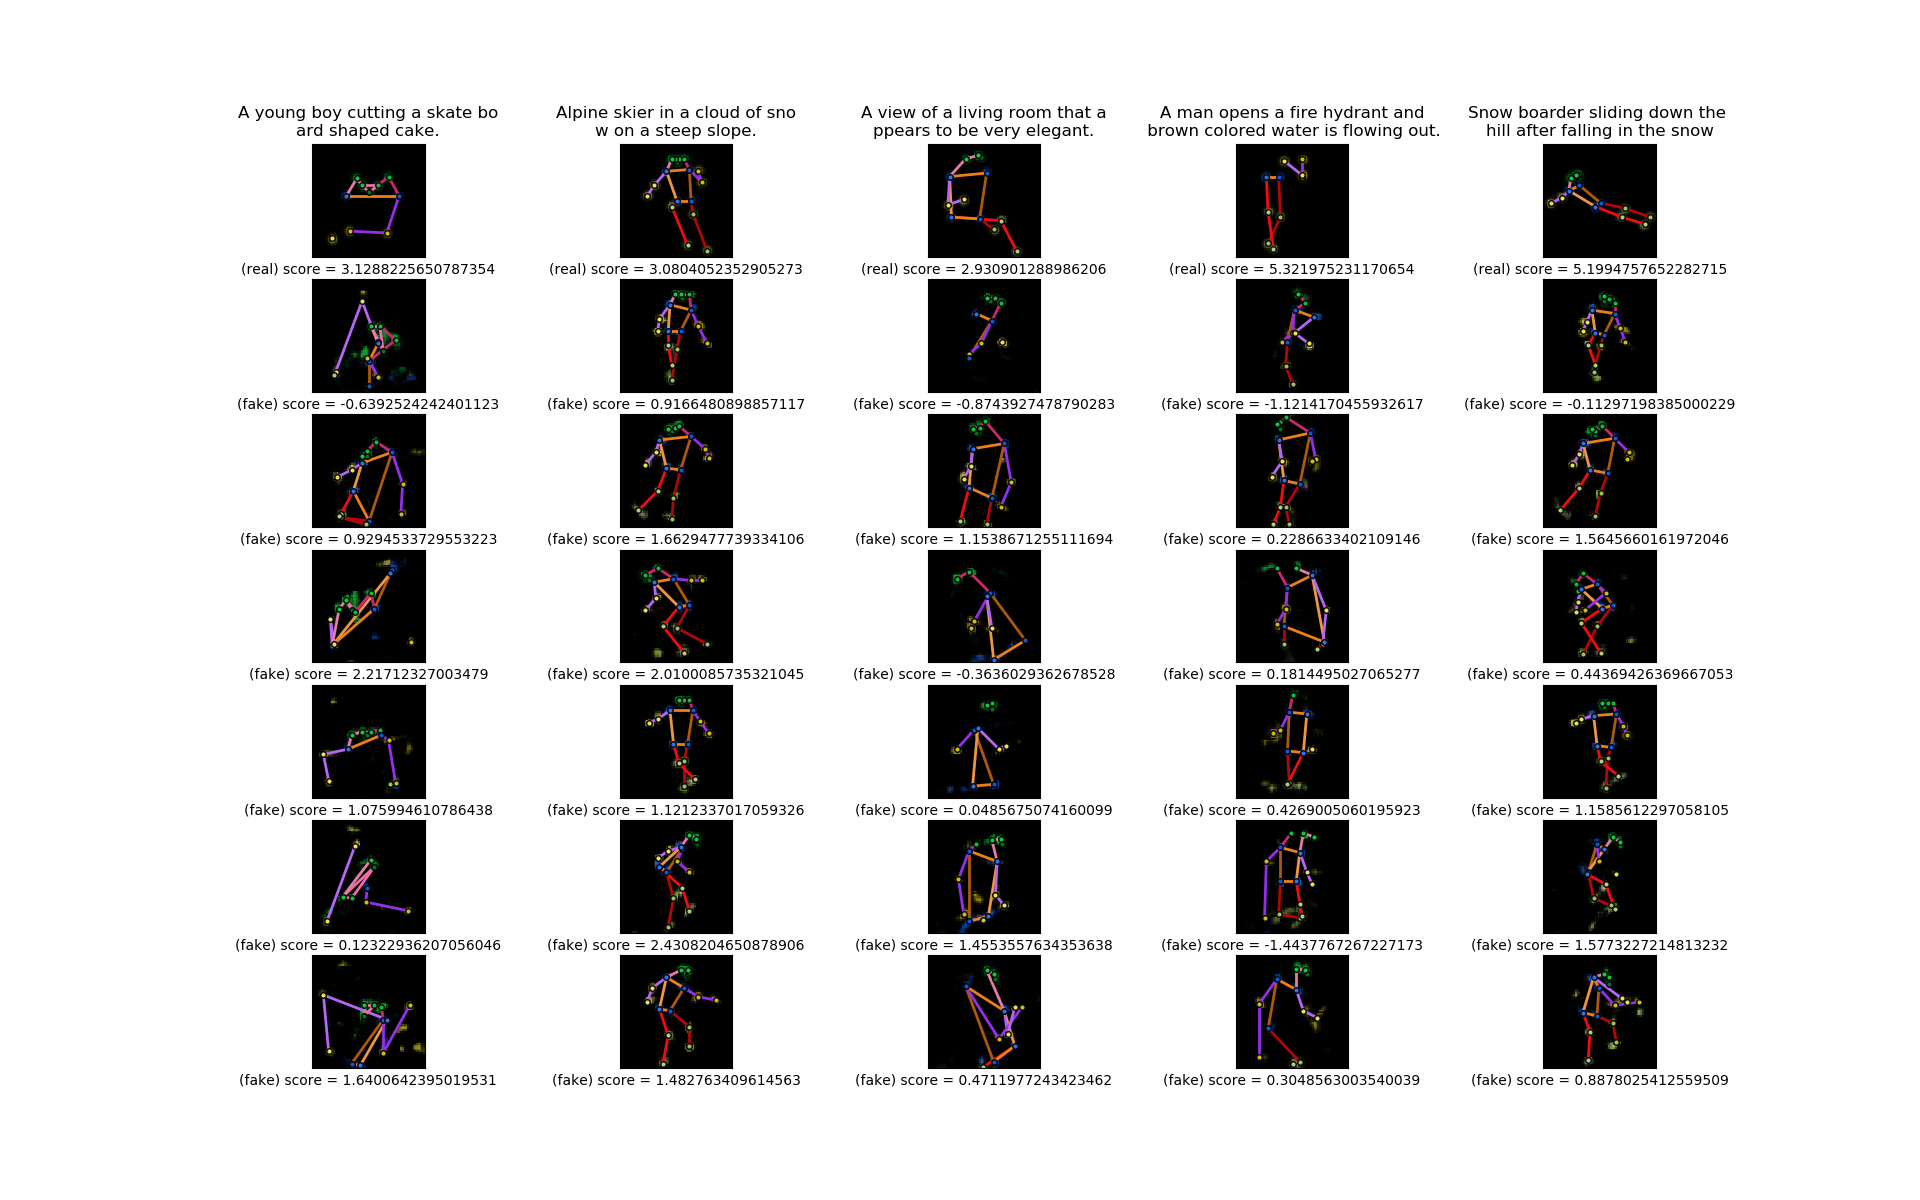 A young boy cutting a skate bo
ard shaped cake.
Alpine skier in a cloud of sno
w on a steep slope.
A view of a living room that a
ppears to be very elegant.
A man opens a fire hydrant and
brown colored water is flowing out.
Snow boarder sliding down the
hill after falling in the snow
(real) score = 3.1288225650787354
(real) score = 3.0804052352905273
(real) score = 2.930901288986206
(real) score = 5.321975231170654
(real) score = 5.1994757652282715
(fake) score = -0.6392524242401123
(fake) score = 0.9166480898857117
(fake) score = -0.8743927478790283
(fake) score = -1.1214170455932617
(fake) score = -0.11297198385000229
(fake) score = 0.9294533729553223
(fake) score = 1.6629477739334106
(fake) score = 1.1538671255111694
(fake) score = 0.2286633402109146
(fake) score = 1.5645660161972046
(fake) score = 2.21712327003479
(fake) score = 2.0100085735321045
(fake) score = -0.3636029362678528
(fake) score = 0.1814495027065277
(fake) score = 0.44369426369667053
(fake) score = 1.075994610786438
(fake) score = 1.1212337017059326
(fake) score = 0.0485675074160099
(fake) score = 0.4269005060195923
(fake) score = 1.1585612297058105
(fake) score = 0.12322936207056046
(fake) score = 2.4308204650878906
(fake) score = 1.4553557634353638
(fake) score = -1.4437767267227173
(fake) score = 1.5773227214813232
(fake) score = 1.6400642395019531
(fake) score = 1.482763409614563
(fake) score = 0.4711977243423462
(fake) score = 0.3048563003540039
(fake) score = 0.8878025412559509